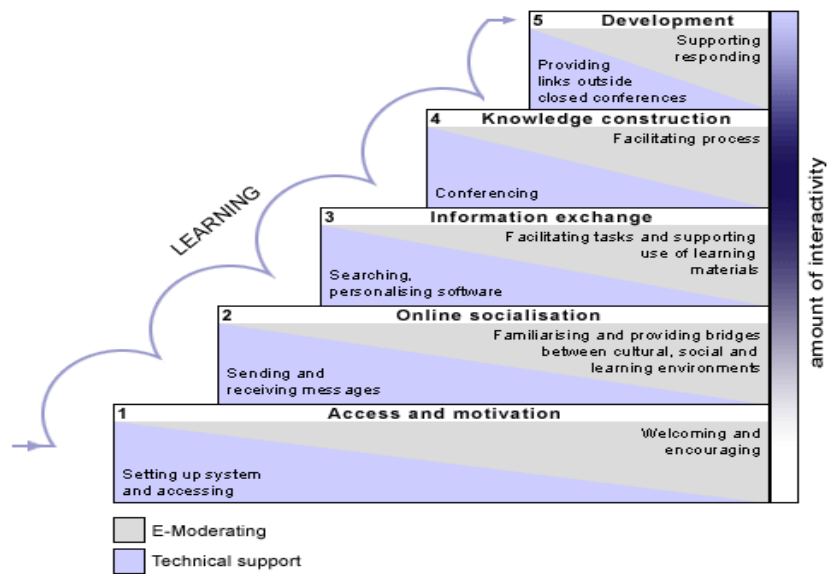 5 Development
Supporting
responding
Providing
links outside
closed conferences
4 Knowledge construction
Facilitating process
Conferencing
3 Information exchange
Facilitating tasks and supporting
use of learning
materials
Searching,
personalising software
2 Online socialisation
Familiarising and providing bridges
between cultural, social and
learning environments
Sending and
receiving messages
1 Access and motivation
Welcoming and
encouraging
Setting up system
and accessing
LEARNING
amount of interactivity
E-Moderating
Technical support